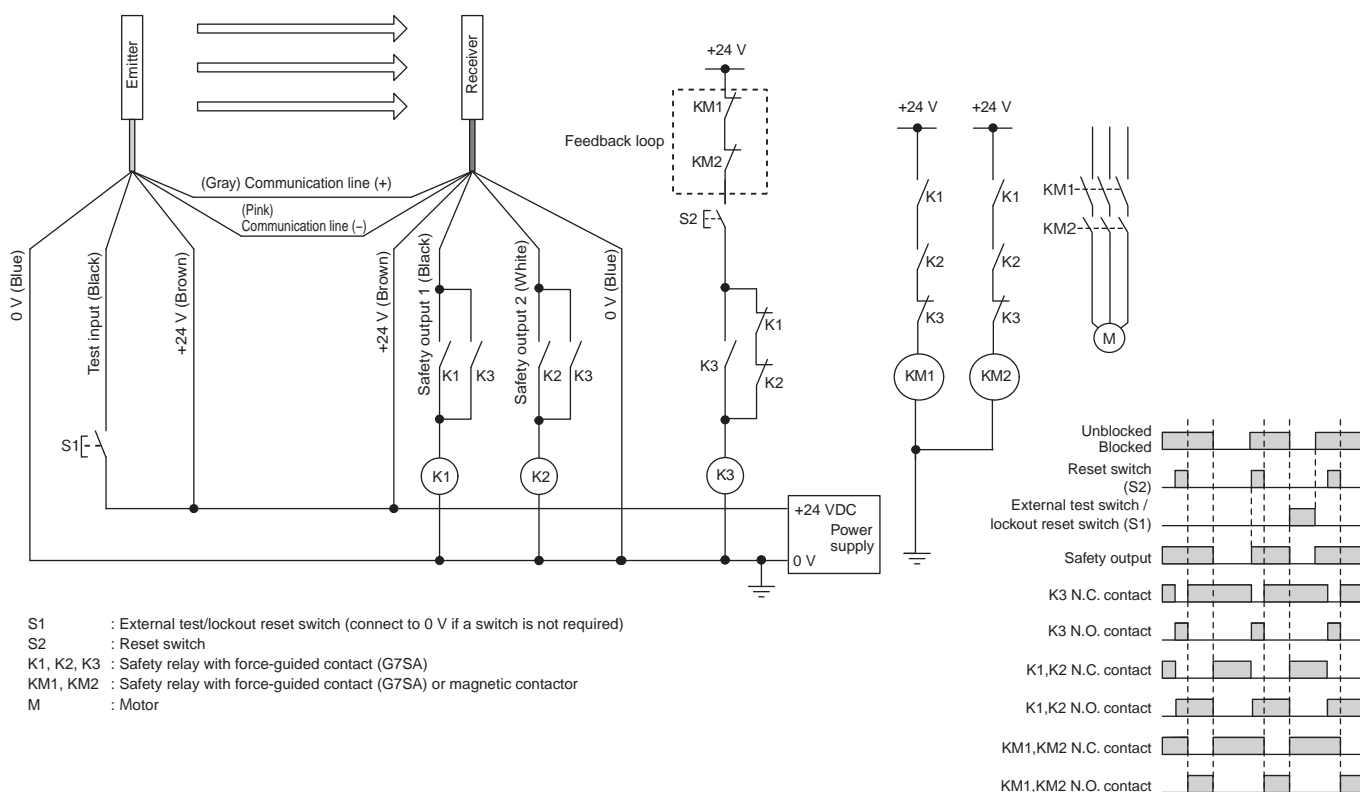 Emitter
Receiver
+24 V
KM1
Feedback loop
KM2
S2
(Gray) Communication line (+)
(Pink)
Communication line (–)
0 V (Blue)
Test input (Black)
+24 V (Brown)
+24 V (Brown)
Safety output 1 (Black)
Safety output 2 (White)
0 V (Blue)
K1
K3
K2
K3
K3
K1
K2
S1
K1
K2
K3
+24 VDC
Power
supply
0 V
+24 V
+24 V
K1
K1
K2
K2
K3
K3
KM1
KM2
KM1
KM2
M
S1 : External test/lockout reset switch (connect to 0 V if a switch is not required)
S2 : Reset switch
K1, K2, K3 : Safety relay with force-guided contact (G7SA)
KM1, KM2 : Safety relay with force-guided contact (G7SA) or magnetic contactor
M : Motor
Unblocked
Blocked
Reset switch
(S2)
External test switch /
lockout reset switch (S1)
Safety output
K3 N.C. contact
K3 N.O. contact
K1,K2 N.C. contact
K1,K2 N.O. contact
KM1,KM2 N.C. contact
KM1,KM2 N.O. contact